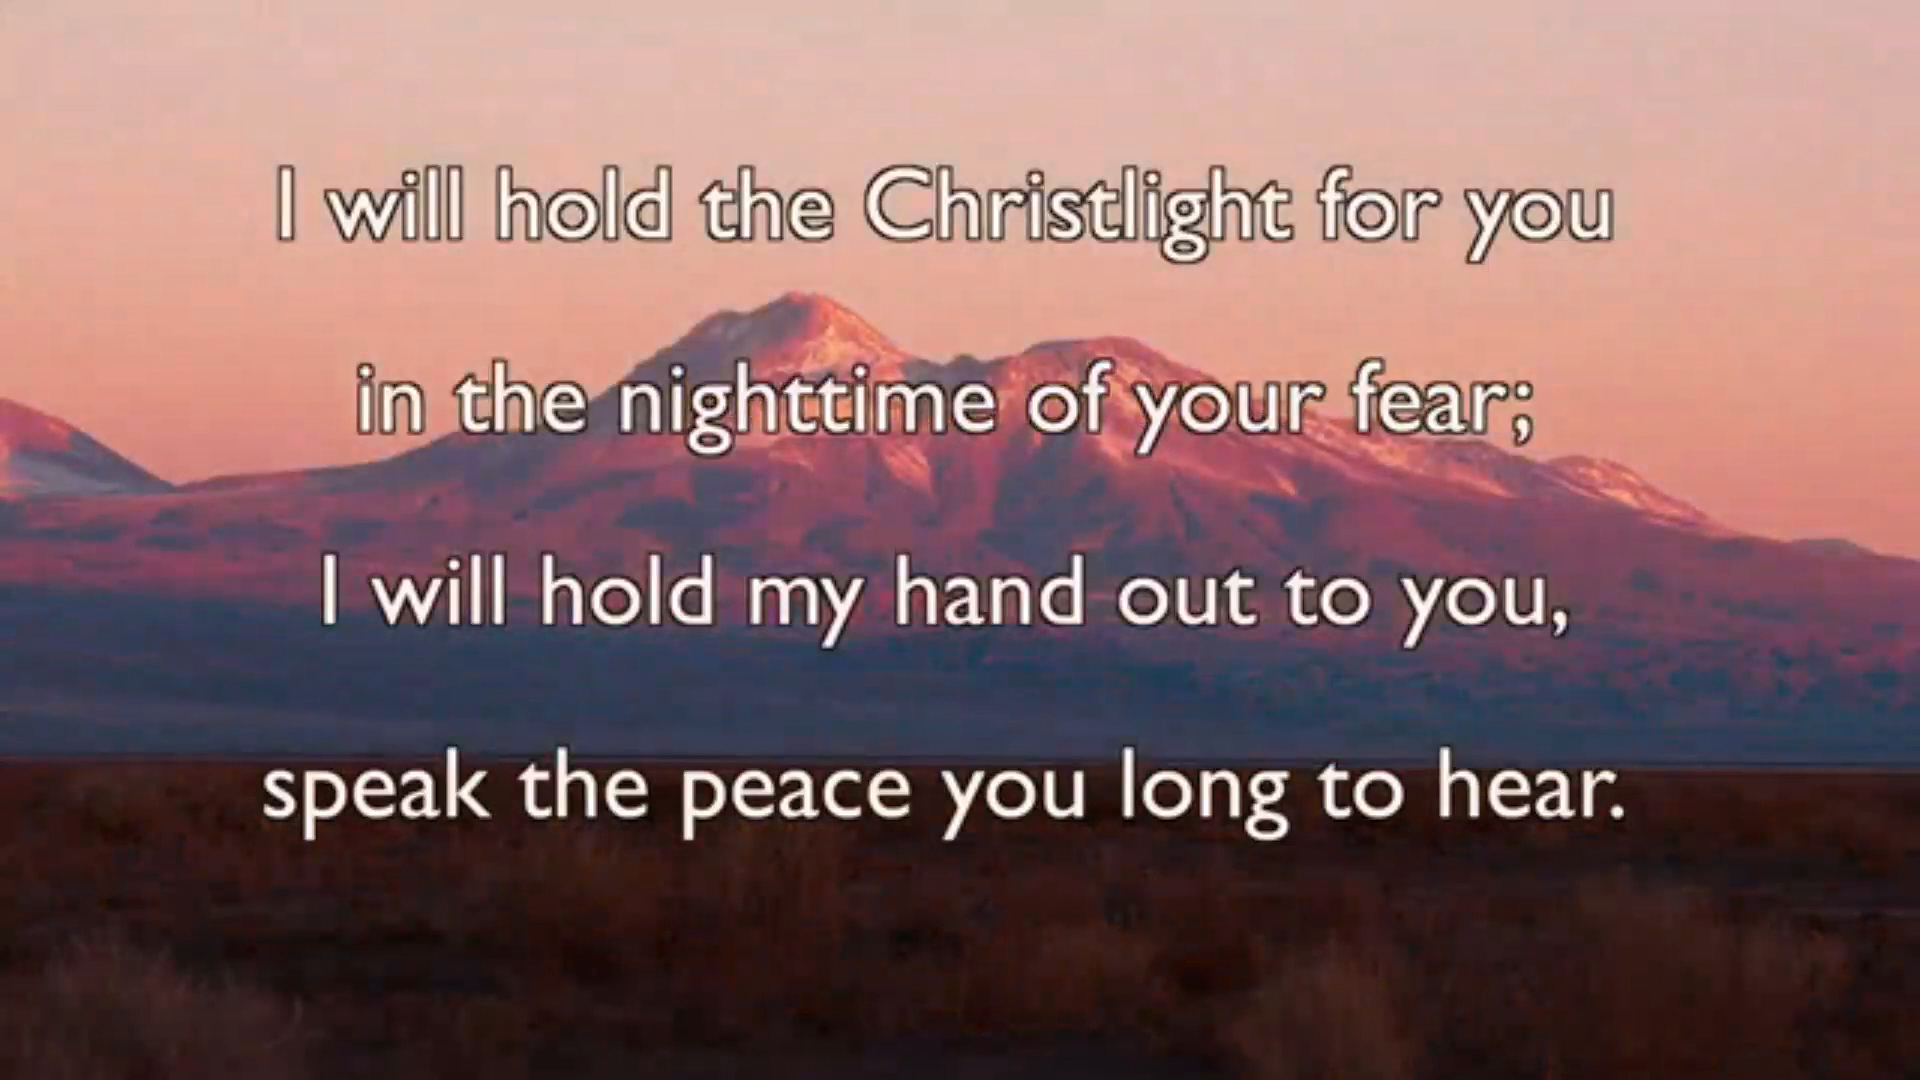 I will hold the Christlight for you
in the nighttime of your fear;
I will hold my hand out to you,
speak the peace you long to hear.